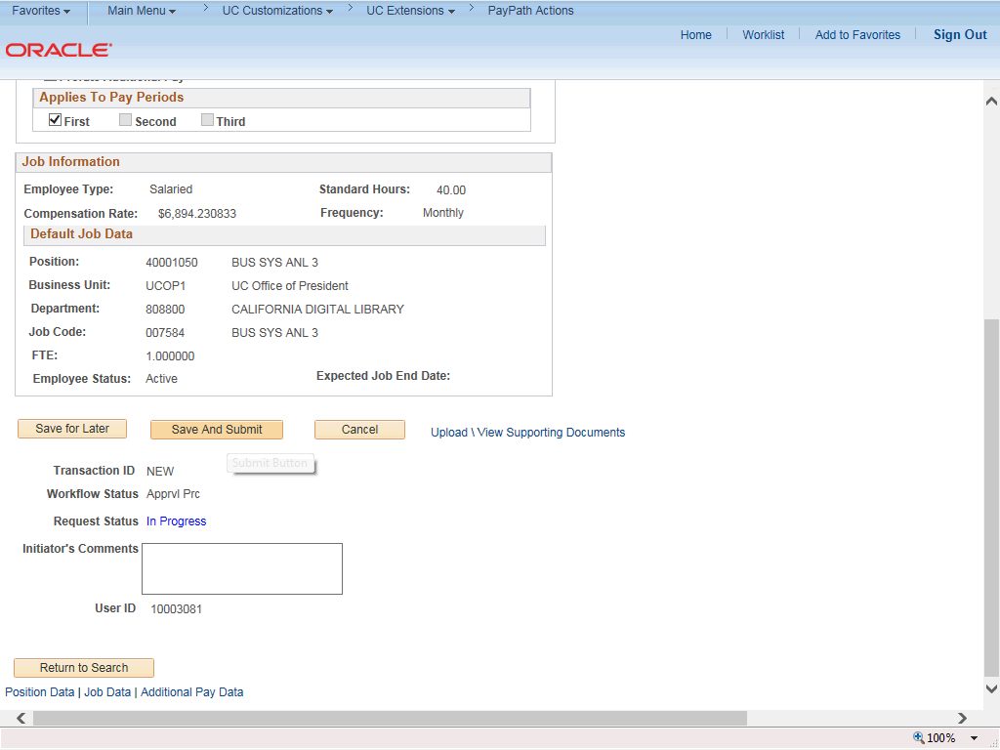 Favorites Main Menu > UC Customizations > UC Extensions > PayPath Actions
Home Worklist Add to Favorites Sign Out
ORACLE
Prorate Additional Pay
Applies To Pay Periods
First Second Third
Job Information
Employee Type: Salaried Standard Hours: 40.00
Compensation Rate: $6,894.230833 Frequency: Monthly
Default Job Data
Position: 40001050 BUS SYS ANL 3
Business Unit: UCOP1 UC Office of President
Department: 808800 CALIFORNIA DIGITAL LIBRARY
Job Code: 007584 BUS SYS ANL 3
FTE: 1.000000
Employee Status: Active Expected Job End Date:
Save for Later Save And Submit Cancel Upload \ View Supporting Documents
Submit Button
Transaction ID NEW
Workflow Status Apprvl Prc
Request Status In Progress
Initiator's Comments
User ID 10003081
Return to Search
Position Data | Job Data | Additional Pay Data
100%